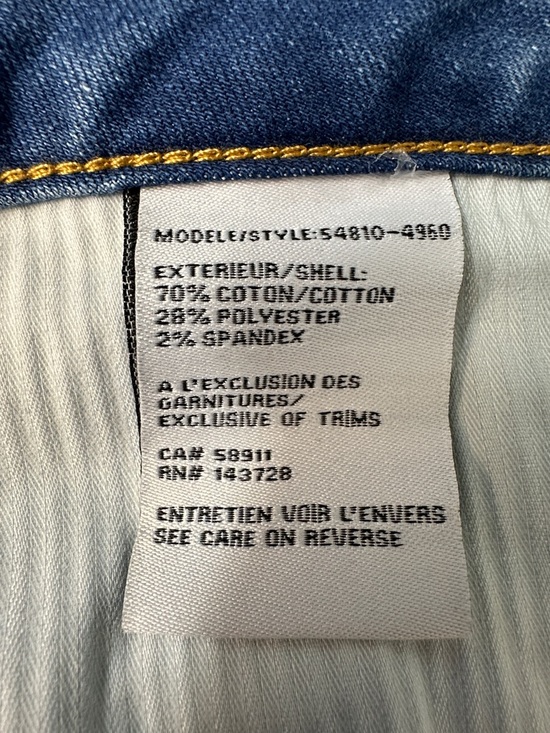 MODELE/STYLE:54810-4960
EXTERIEUR/SHELL:
70% COTON/COTTON
28% POLYESTER
2% SPANDEX
A L'EXCLUSION DES
GARNITURES/
EXCLUSIVE OF TRIMS
CA# 58911
RN# 143728
ENTRETIEN VOIR L'ENVERS
SEE CARE ON REVERSE